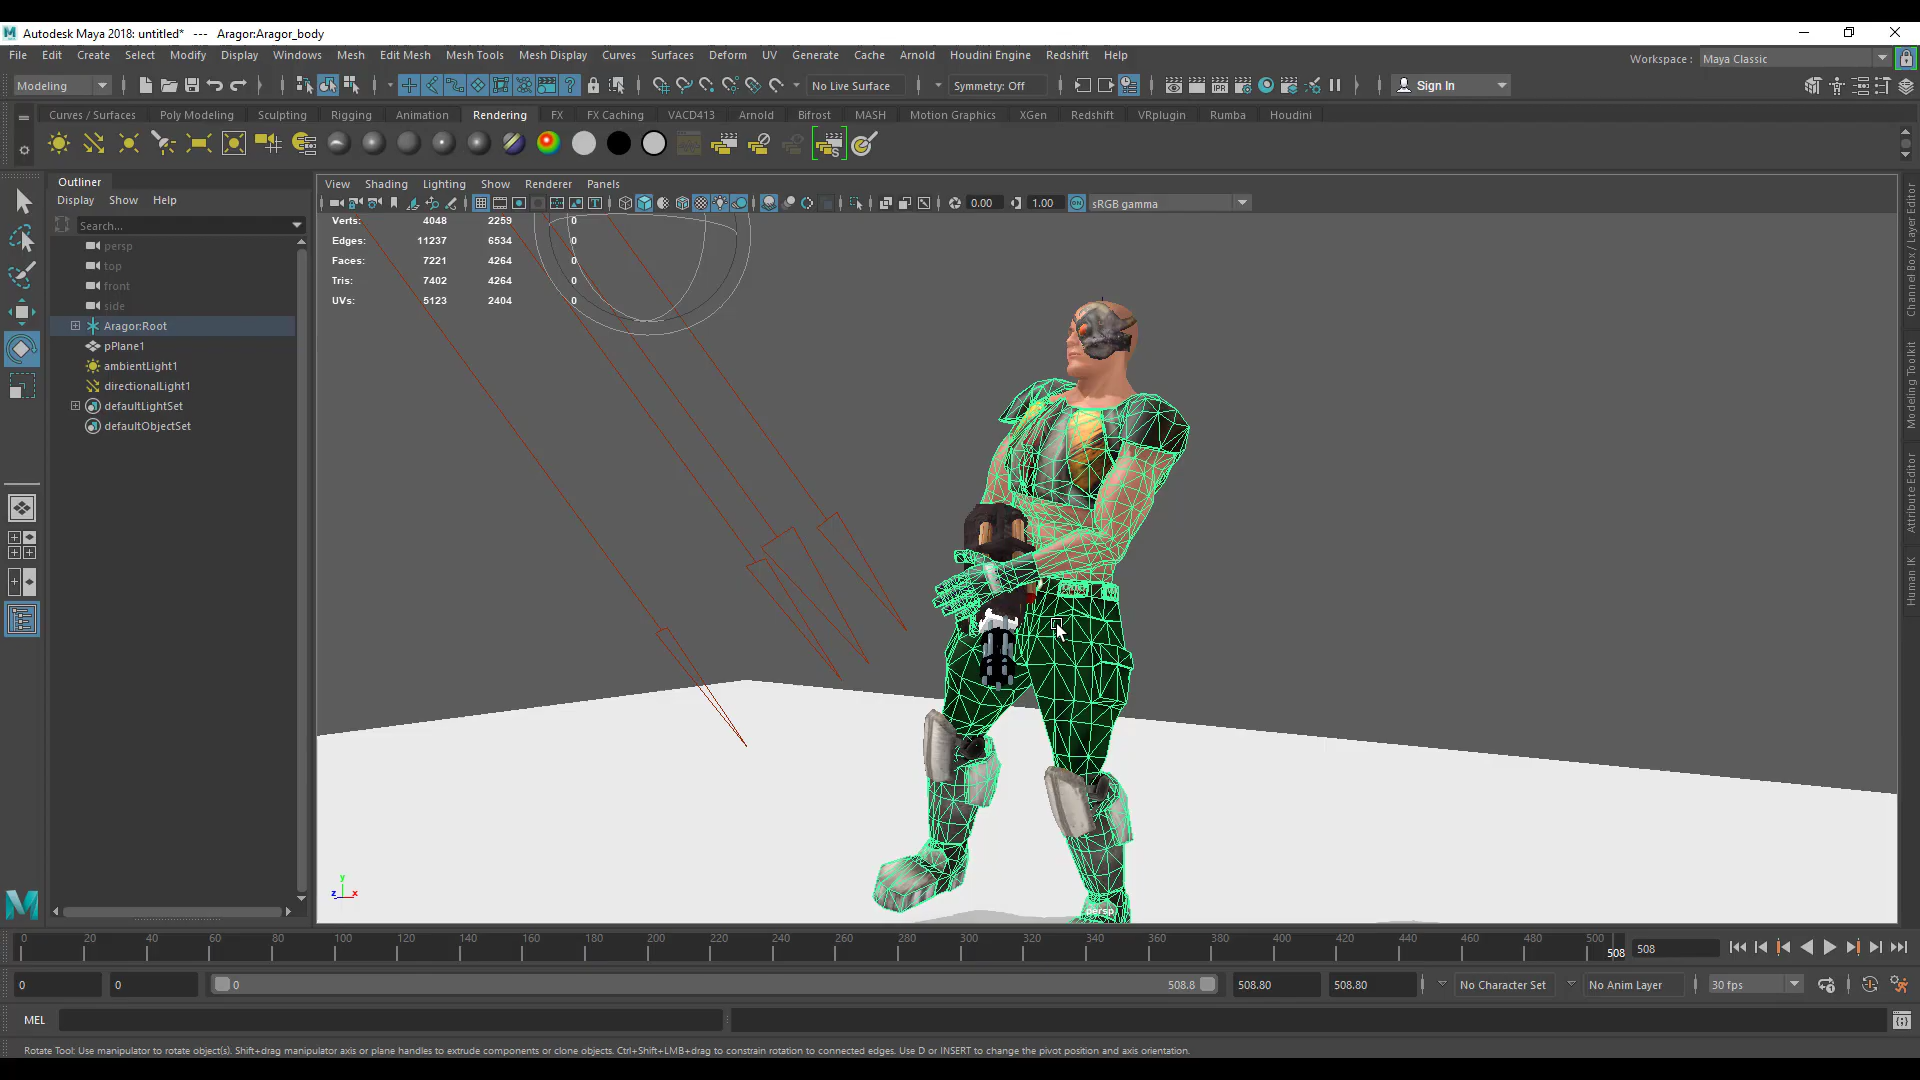 Autodesk Maya 2018: untitled* --- Aragor:Aragor_body
File Edit Create Select Modify Display Windows Mesh Edit Mesh Mesh Tools Mesh Display Curves Surfaces Deform UV Generate Cache Arnold Houdini Engine Redshift Help
Workspace : Maya Classic
Modeling No Live Surface Symmetry: Off IPR Sign In
Curves / Surfaces Poly Modeling Sculpting Rigging Animation Rendering FX FX Caching VACD413 Arnold Bifrost MASH Motion Graphics XGen Redshift VRplugin Rumba Houdini
Outliner
Display Show Help
Search...
persp
top
front
side
Aragor:Root
pPlane1
ambientLight1
directionalLight1
defaultLightSet
defaultObjectSet
View Shading Lighting Show Renderer Panels
0.00 1.00 ON sRGB gamma
Verts: 4048 2259 0
Edges: 11237 6534 0
Faces: 7221 4264 0
Tris: 7402 4264 0
UVs: 5123 2404 0
y
z x
persp
Channel Box / Layer Editor
Modeling Toolkit
Attribute Editor
Human IK
0 20 40 60 80 100 120 140 160 180 200 220 240 260 280 300 320 340 360 380 400 420 440 460 480 500 508 508
0 0 0 508.8 508.80 508.80 No Character Set No Anim Layer 30 fps
MEL
Rotate Tool: Use manipulator to rotate object(s). Shift+drag manipulator axis or plane handles to extrude components or clone objects. Ctrl+Shift+LMB+drag to constrain rotation to connected edges. Use D or INSERT to change the pivot position and axis orientation.